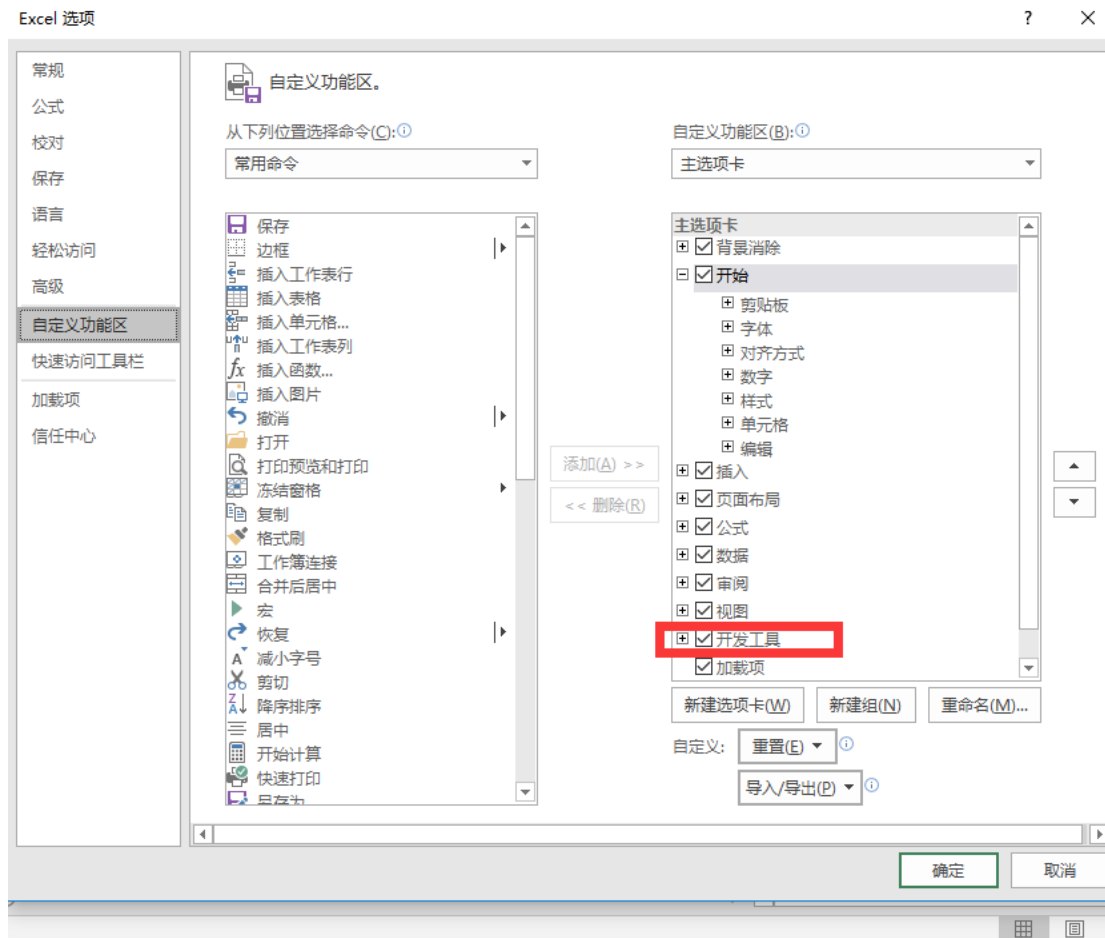 Excel 选项
?
常规
公式
校对
保存
语言
轻松访问
高级
自定义功能区
快速访问工具栏
加载项
信任中心
自定义功能区。
从下列位置选择命令(C):
常用命令
保存
边框
插入工作表行
插入表格
插入单元格...
插入工作表列
fx 插入函数...
插入图片
撤消
打开
打印预览和打印
冻结窗格
复制
格式刷
工作簿连接
合并后居中
宏
恢复
A 减小字号
剪切
降序排序
居中
开始计算
快速打印
另存为
添加(A) >>
<< 删除(R)
自定义功能区(B):
主选项卡
主选项卡
背景消除
开始
剪贴板
字体
对齐方式
数字
样式
单元格
编辑
插入
页面布局
公式
数据
审阅
视图
开发工具
加载项
新建选项卡(W)
新建组(N)
重命名(M)...
自定义:
重置(E)
导入/导出(P)
确定
取消